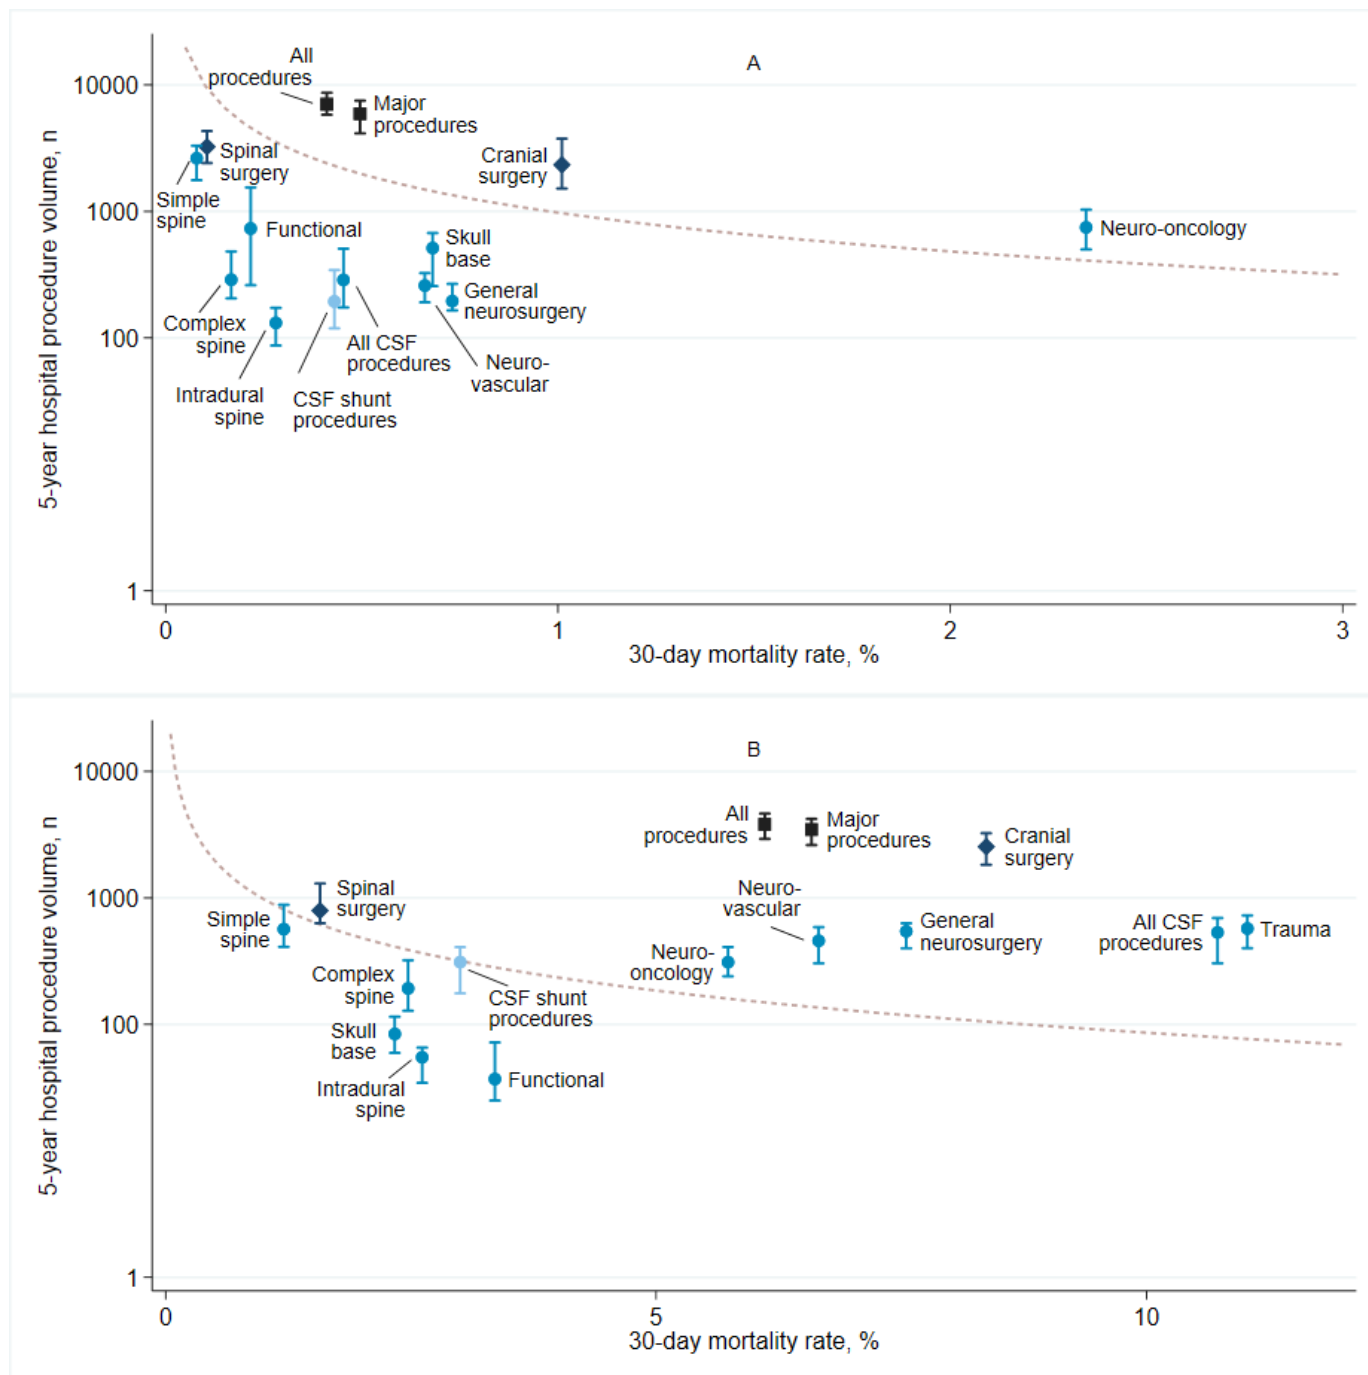 A
All
procedures
10000
Major
procedures
Cranial
surgery
Spinal
surgery
Simple
spine
1000
Functional
Skull
base
Neuro-oncology
General
neurosurgery
Complex
spine
100
All CSF
procedures
Neuro-
vascular
Intradural
spine
CSF shunt
procedures
1
5-year hospital procedure volume, n
0
1
2
3
30-day mortality rate, %
B
10000
All
procedures
Major
procedures
Cranial
surgery
Neuro-
vascular
Spinal
surgery
1000
Simple
spine
General
neurosurgery
All CSF
procedures
Trauma
Neuro-
oncology
Complex
spine
CSF shunt
procedures
100
Skull
base
Intradural
spine
Functional
1
5-year hospital procedure volume, n
0
5
10
30-day mortality rate, %